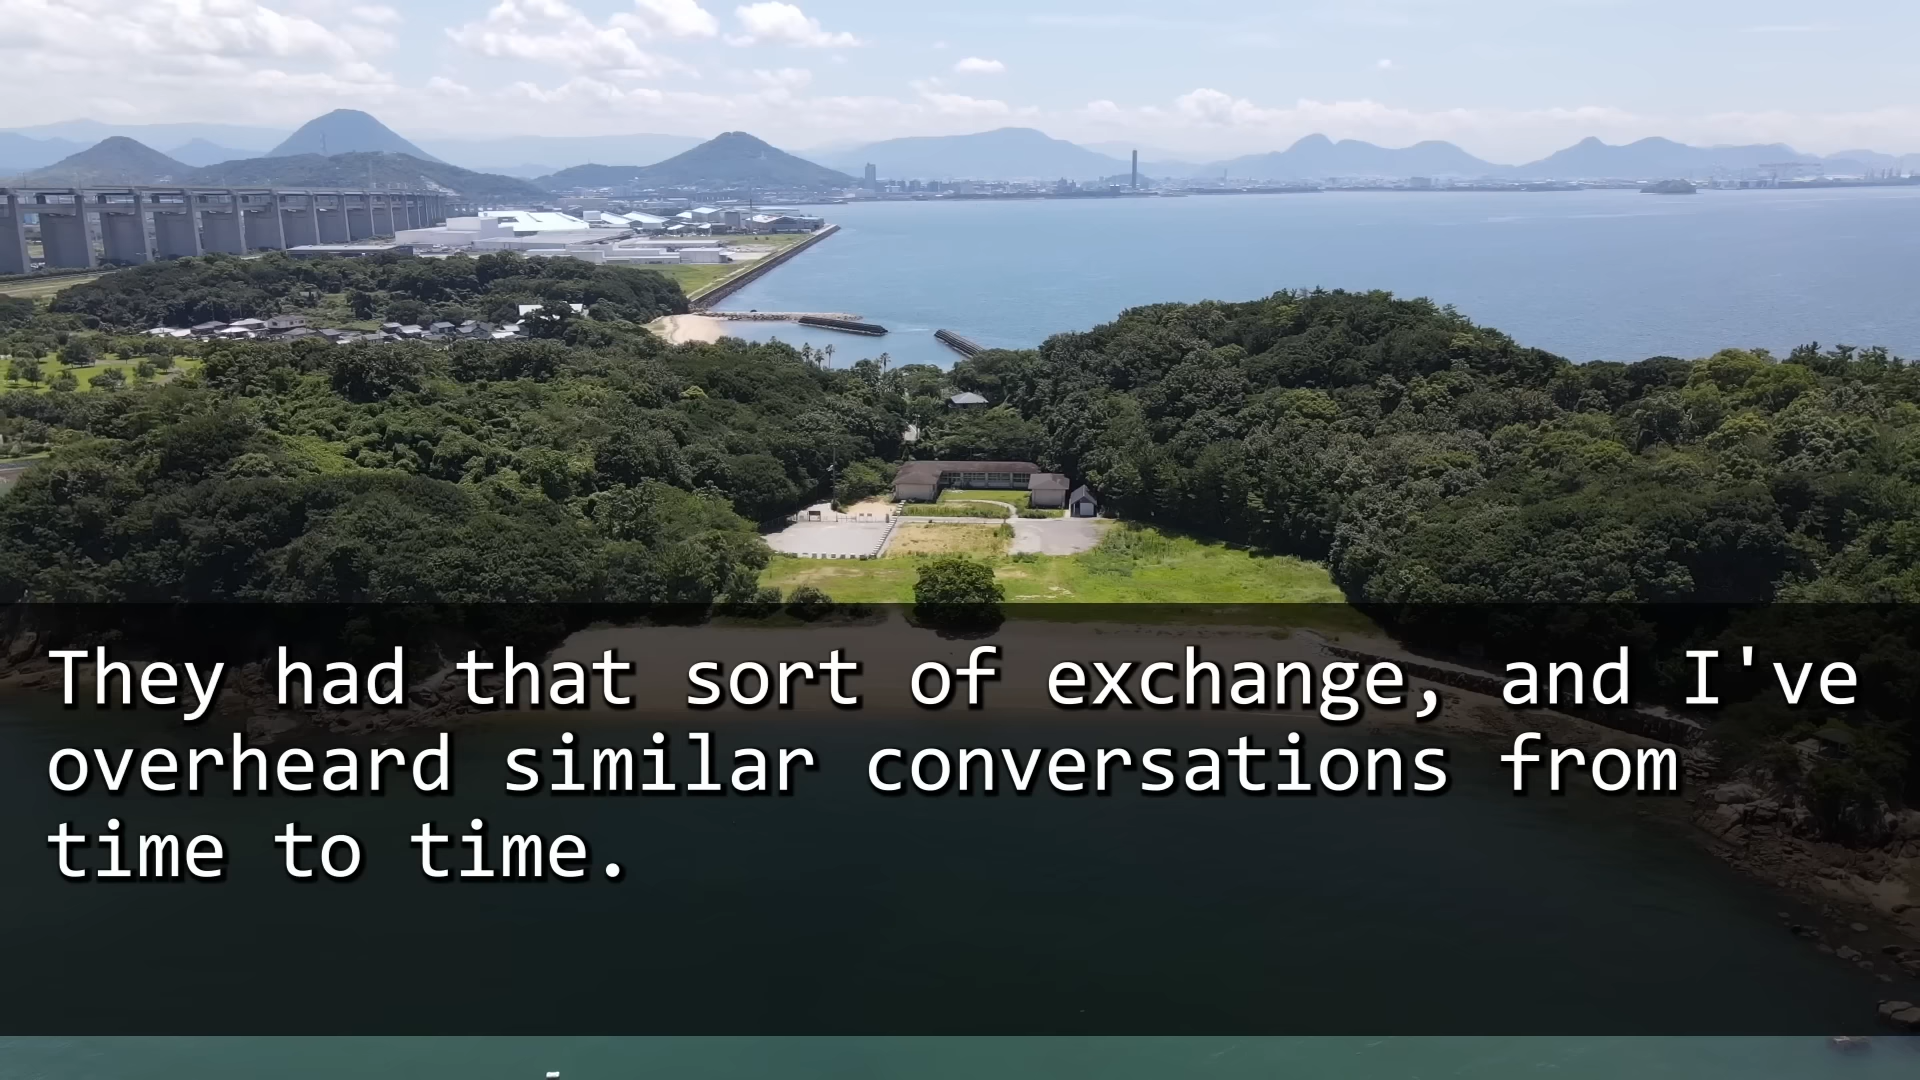 They had that sort of exchange, and I've
overheard similar conversations from
time to time.